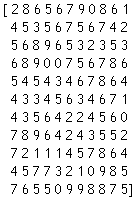 [ 2 8 6 5 6 7 9 0 8 6 1
4 5 3 5 6 7 5 6 7 4 2
5 6 8 9 6 5 3 2 3 5 3
6 8 9 0 0 7 5 6 7 8 6
5 4 5 4 3 4 6 7 8 6 4
4 3 3 4 5 6 3 4 6 7 1
4 3 5 6 4 2 2 4 5 6 0
7 8 9 6 4 2 4 3 5 5 2
7 2 1 1 1 4 5 7 8 6 4
4 5 7 7 3 2 1 0 9 8 5
7 6 5 5 0 9 9 8 8 7 5]